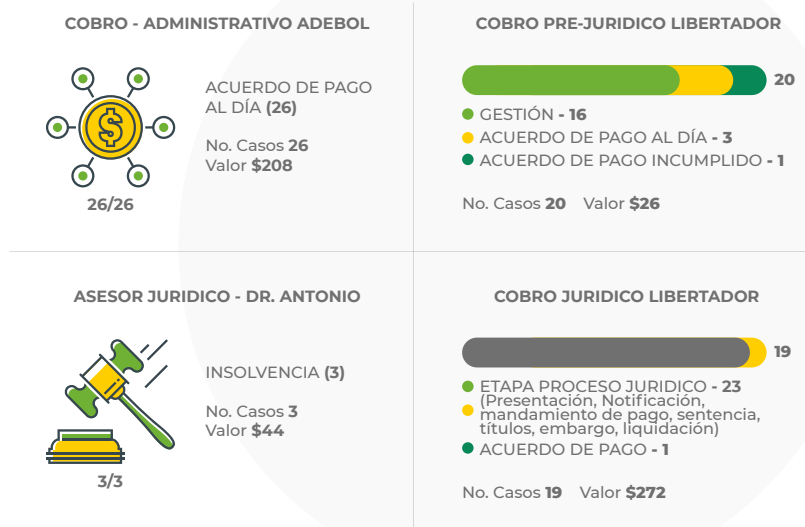 COBRO - ADMINISTRATIVO ADEBOL
ACUERDO DE PAGO
AL DÍA (26)
No. Casos 26
Valor $208
26/26
COBRO PRE-JURIDICO LIBERTADOR
20
GESTIÓN - 16
ACUERDO DE PAGO AL DÍA - 3
ACUERDO DE PAGO INCUMPLIDO - 1
No. Casos 20 Valor $26
ASESOR JURIDICO - DR. ANTONIO
INSOLVENCIA (3)
No. Casos 3
Valor $44
3/3
COBRO JURIDICO LIBERTADOR
19
ETAPA PROCESO JURIDICO - 23
(Presentación, Notificación,
mandamiento de pago, sentencia,
títulos, embargo, liquidación)
ACUERDO DE PAGO - 1
No. Casos 19 Valor $272